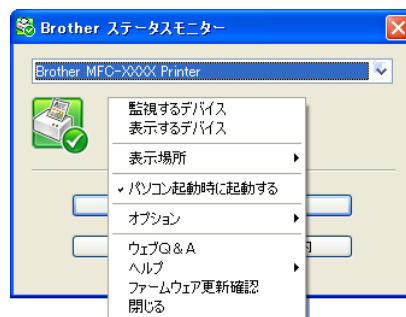 Brother ステータスモニター
Brother MFC-XXXX Printer
監視するデバイス
表示するデバイス
表示場所
パソコン起動時に起動する
オプション
ウェブQ&A
ヘルプ
ファームウェア更新確認
閉じる